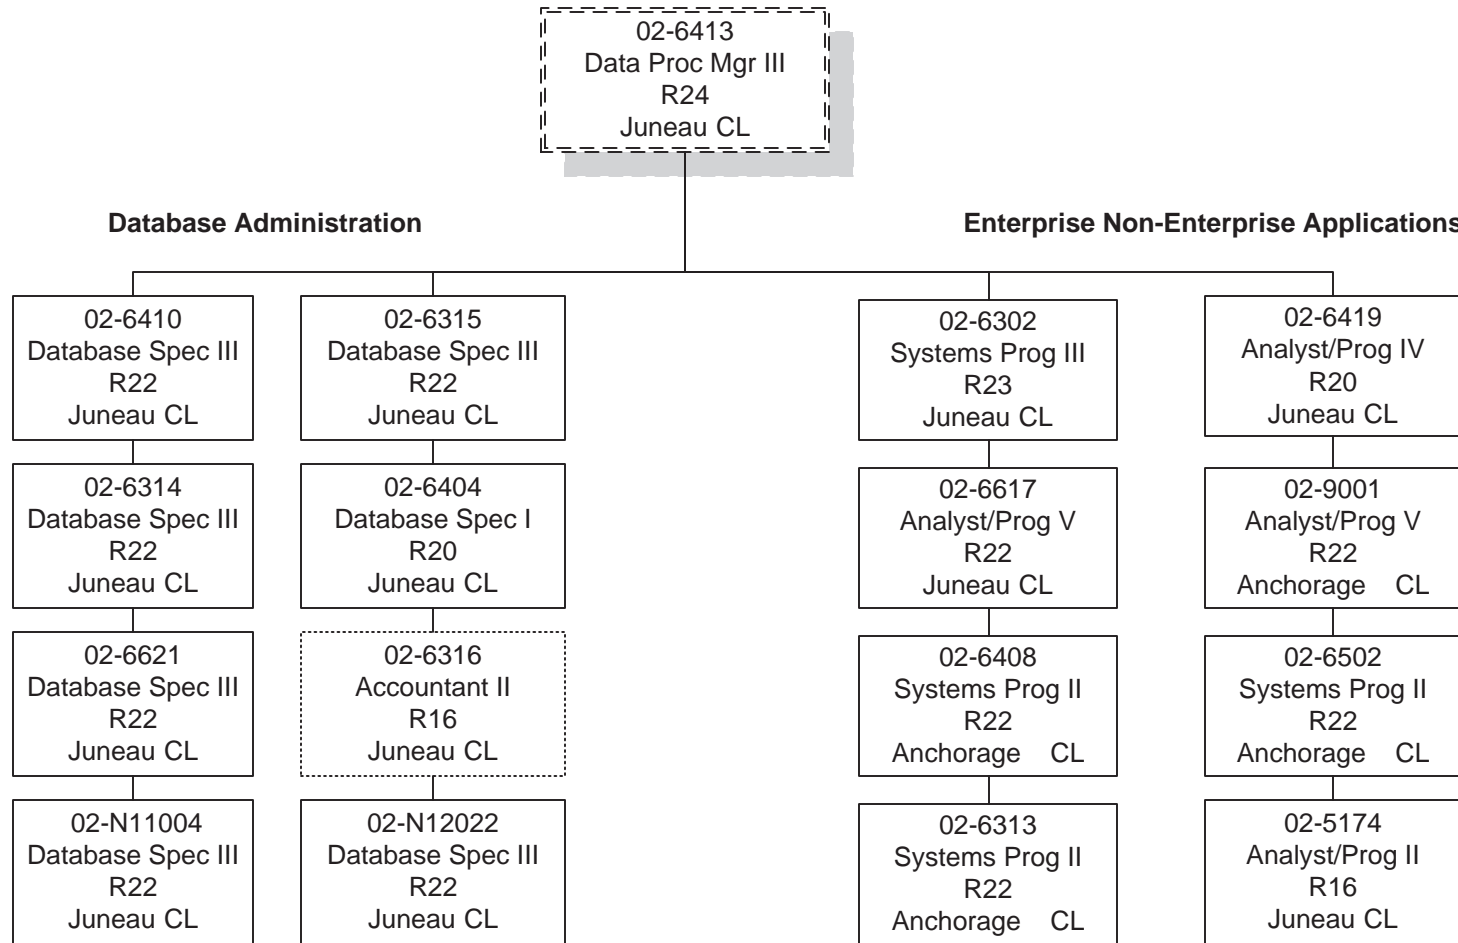 02-6413
Data Proc Mgr III
R24
Juneau CL
Database Administration
Enterprise Non-Enterprise Applications
02-6410
Database Spec III
R22
Juneau CL
02-6315
Database Spec III
R22
Juneau CL
02-6302
Systems Prog III
R23
Juneau CL
02-6419
Analyst/Prog IV
R20
Juneau CL
02-6314
Database Spec III
R22
Juneau CL
02-6404
Database Spec I
R20
Juneau CL
02-6617
Analyst/Prog V
R22
Juneau CL
02-9001
Analyst/Prog V
R22
Anchorage CL
02-6621
Database Spec III
R22
Juneau CL
02-6316
Accountant II
R16
Juneau CL
02-6408
Systems Prog II
R22
Anchorage CL
02-6502
Systems Prog II
R22
Anchorage CL
02-N11004
Database Spec III
R22
Juneau CL
02-N12022
Database Spec III
R22
Juneau CL
02-6313
Systems Prog II
R22
Anchorage CL
02-5174
Analyst/Prog II
R16
Juneau CL